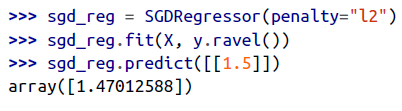 >>> sgd_reg = SGDRegressor(penalty="l2")
>>> sgd_reg.fit(X, y.ravel())
>>> sgd_reg.predict([[1.5]])
array([1.47012588])